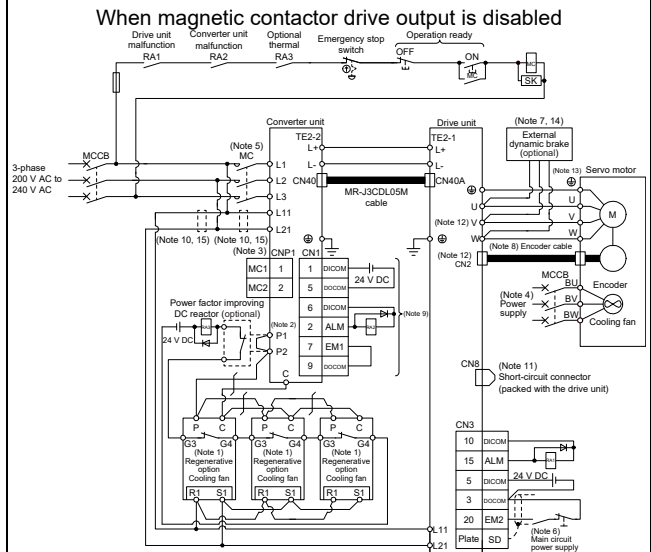 When magnetic contactor drive output is disabled
Drive unit
malfunction
RA1
Converter unit
malfunction
RA2
Optional
thermal
RA3
Emergency stop
switch
Operation ready
OFF
ON
MC
MC
SK
Converter unit
TE2-2
L+
L-
CN40
Drive unit
TE2-1
L+
L-
CN40A
MR-J3CDL05M
cable
(Note 7, 14)
External
dynamic brake
(optional)
(Note 13)
Servo motor
3-phase
200 V AC to
240 V AC
MCCB
(Note 5)
MC
L1
L2
L3
L11
L21
(Note 10, 15)
(Note 10, 15)
U
V
W
(Note 12)
U
V
W
M
(Note 8) Encoder cable
(Note 12)
CN2
Encoder
MCCB
(Note 4)
Power
supply
BU
BV
BW
Cooling fan
(Note 3)
CNP1
MC1 1
MC2 2
CN1
1 DICOM
5 DOCOM
6 DICOM
2 ALM
7 EM1
9 DOCOM
24 V DC
RA2
(Note 9)
Power factor improving
DC reactor (optional)
24 V DC
RA3
(Note 2)
P1
P2
C
P C
G3 G4
(Note 1)
Regenerative
option
Cooling fan
R1 S1
P C
G3 G4
(Note 1)
Regenerative
option
Cooling fan
R1 S1
P C
G3 G4
(Note 1)
Regenerative
option
Cooling fan
R1 S1
CN8
(Note 11)
Short-circuit connector
(packed with the drive unit)
CN3
10 DICOM
15 ALM
5 DICOM
3 DOCOM
20 EM2
Plate SD
RA1
24 V DC
(Note 6)
Main circuit
power supply
L11
L21